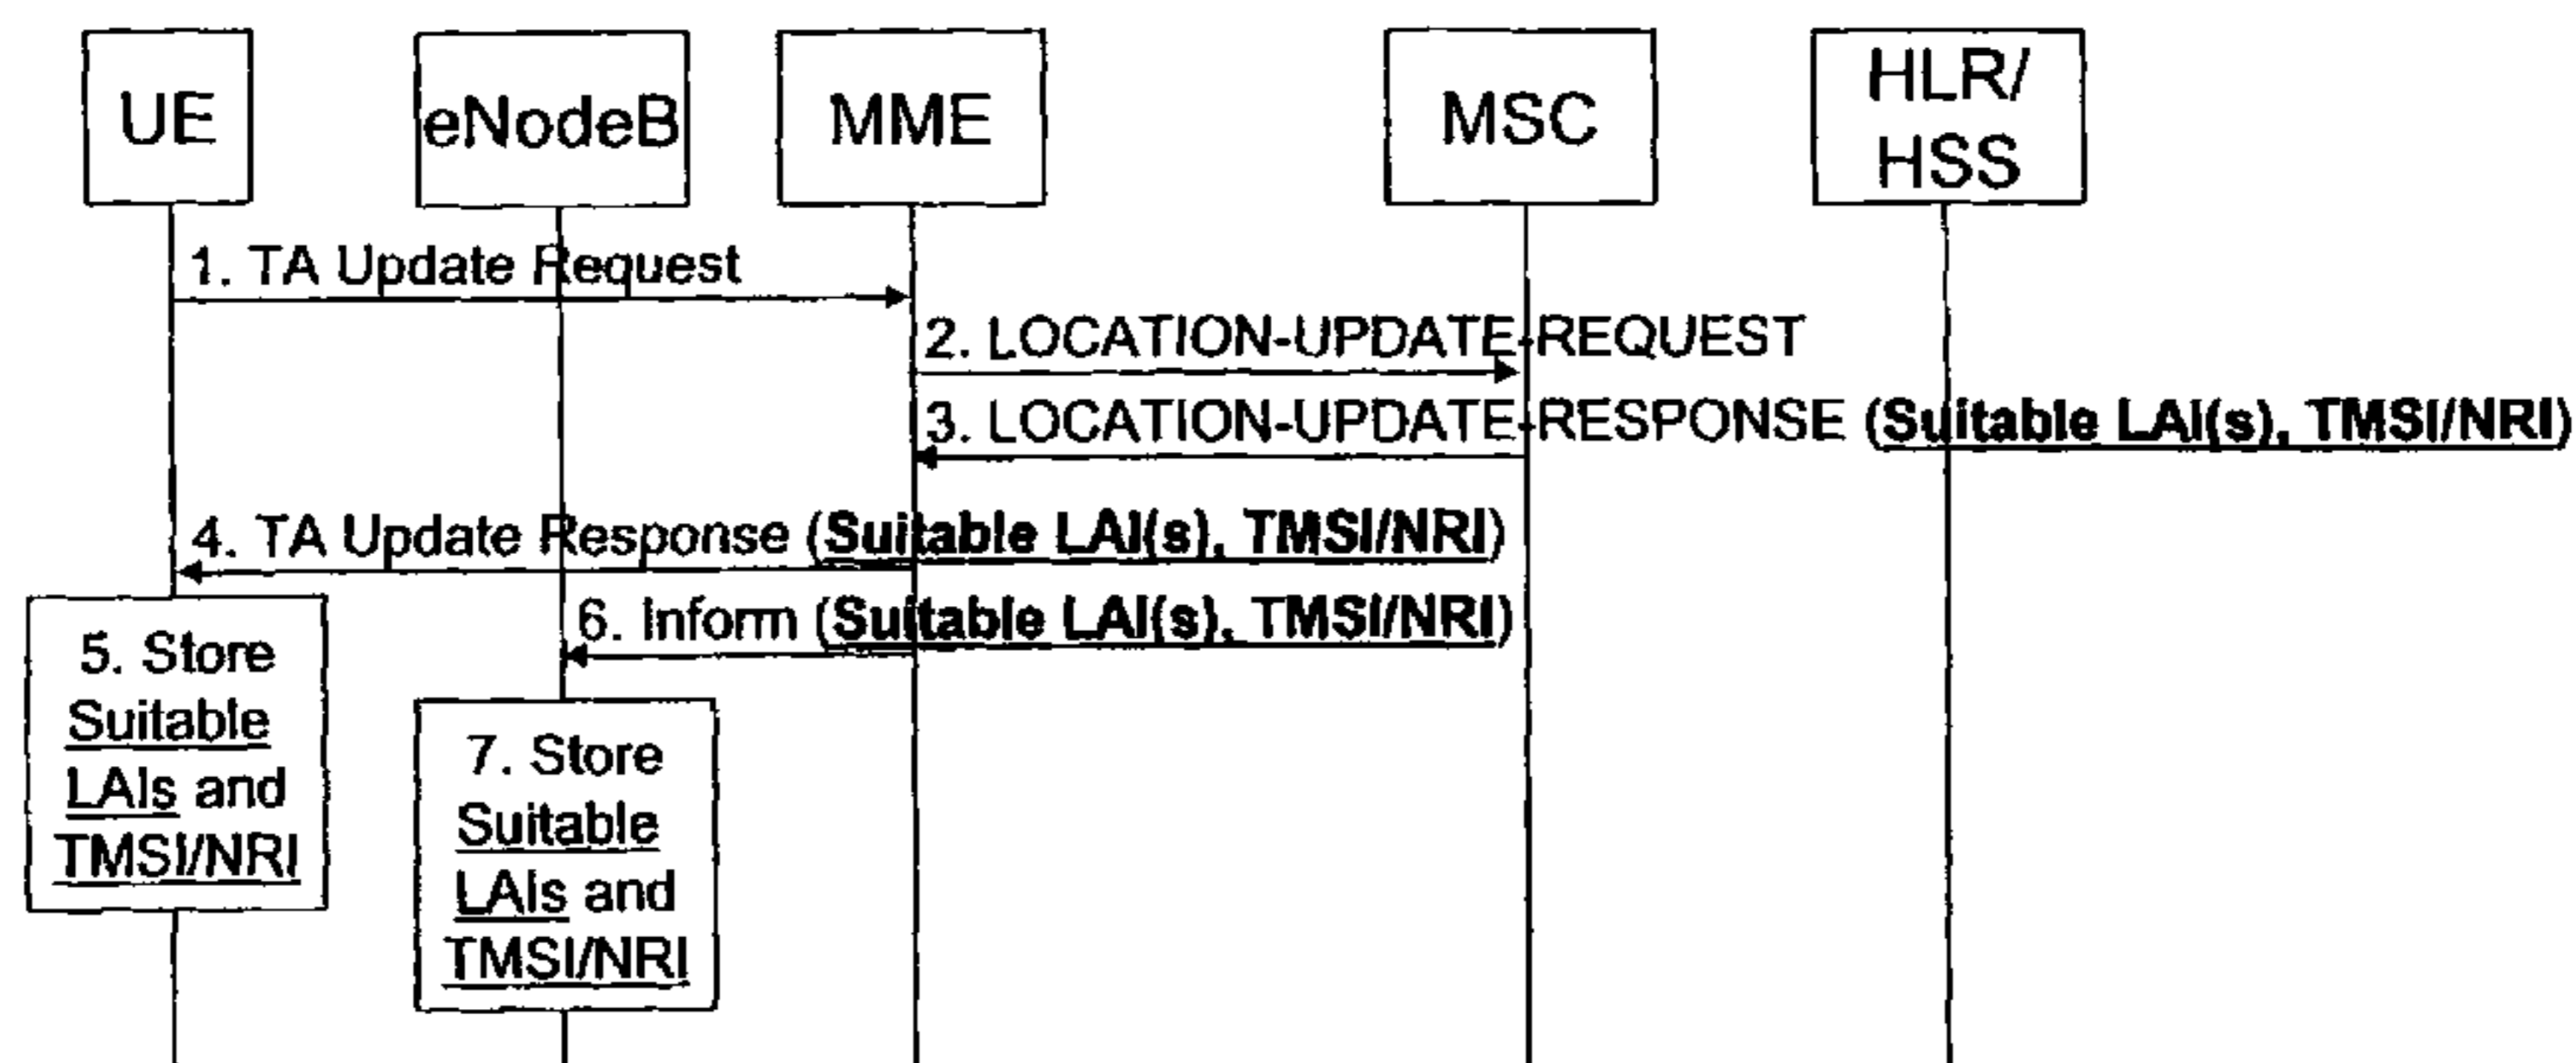 UE
eNodeB
MME
MSC
HLR/
HSS
1. TA Update Request
2. LOCATION-UPDATE-REQUEST
3. LOCATION-UPDATE-RESPONSE (Suitable LAI(s), TMSI/NRI)
4. TA Update Response (Suitable LAI(s), TMSI/NRI)
6. Inform (Suitable LAI(s), TMSI/NRI)
5. Store
Suitable
LAIs and
TMSI/NRI
7. Store
Suitable
LAIs and
TMSI/NRI